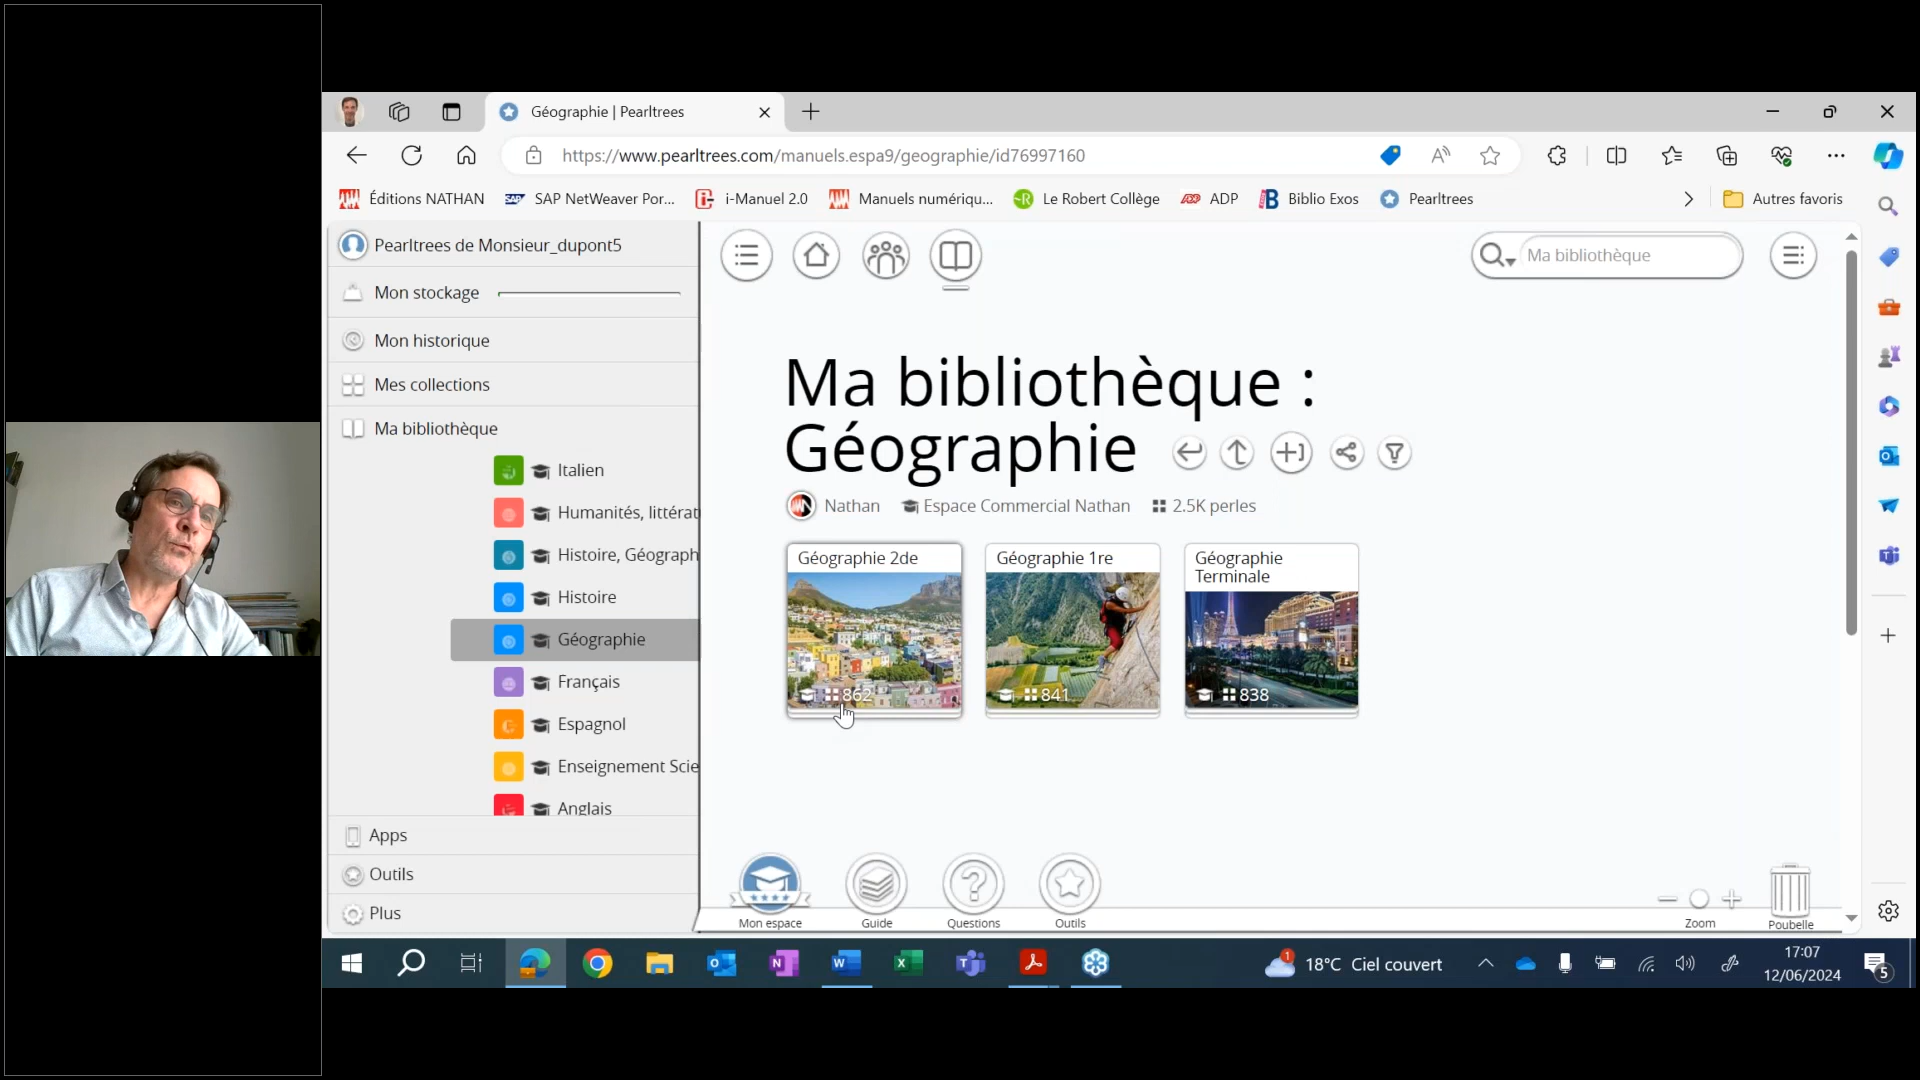 Géographie | Pearltrees
https://www.pearltrees.com/manuels.espa9/geographie/id76997160
Éditions NATHAN
SAP NetWeaver Por...
i-Manuel 2.0
Manuels numériqu...
Le Robert Collège
ADP
Biblio Exos
Pearltrees
Autres favoris
Pearltrees de Monsieur_dupont5
Mon stockage
Mon historique
Mes collections
Ma bibliothèque
Italien
Humanités, littérat
Histoire, Géograph
Histoire
Géographie
Français
Espagnol
Enseignement Scie
Anglais
Apps
Outils
Plus
Ma bibliothèque
Ma bibliothèque :
Géographie
Nathan
Espace Commercial Nathan
2.5K perles
Géographie 2de
862
Géographie 1re
841
Géographie
Terminale
838
Mon espace
Guide
Questions
Outils
Zoom
Poubelle
1
18°C Ciel couvert
17:07
12/06/2024
5